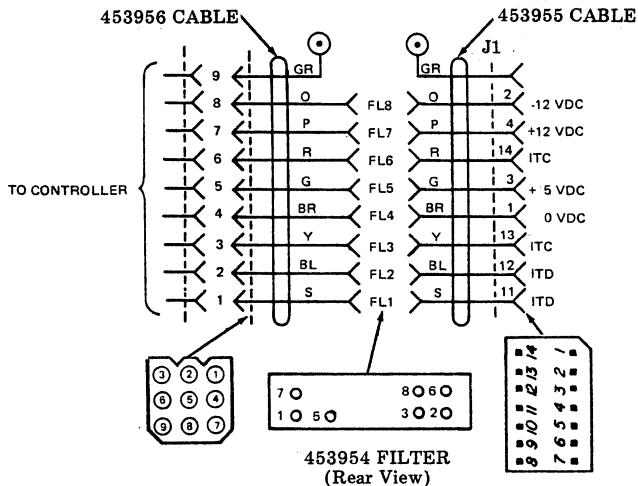 453956 CABLE 453955 CABLE
J1
9 GR GR
8 O FL8 O 2 -12 VDC
7 P FL7 P 4 +12 VDC
6 R FL6 R 14 ITC
TO CONTROLLER 5 G FL5 G 3 + 5 VDC
4 BR FL4 BR 1 0 VDC
3 Y FL3 Y 13 ITC
2 BL FL2 BL 12 ITD
1 S FL1 S 11 ITD
3 2 1
6 5 4
9 8 7
7 8 6
1 5 3 2
14 1
13 2
12 3
11 4
10 5
9 6
8 7
453954 FILTER
(Rear View)